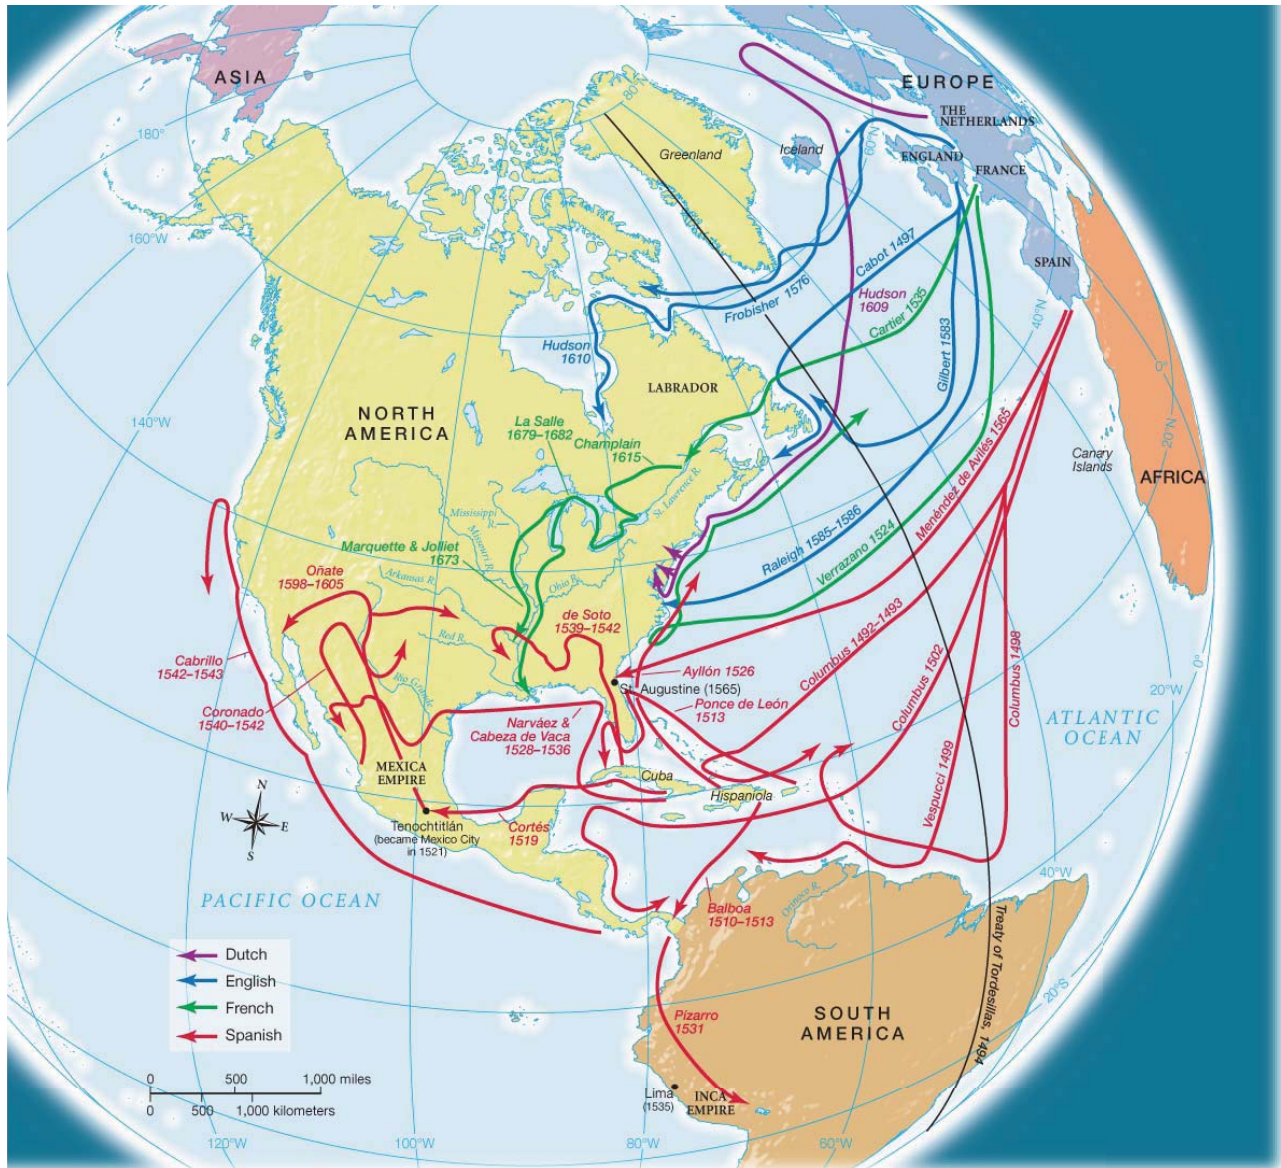 ASIA
EUROPE
THE
NETHERLANDS
80°N
180°
Greenland
Iceland
60°N
ENGLAND
FRANCE
160°W
SPAIN
Cabot 1497
Frobisher 1576
Hudson
1609
Cartier 1535
40°N
Hudson
1610
LABRADOR
Gilbert 1583
0°
140°W
NORTH
AMERICA
La Salle
1679–1682
Champlain
1615
Menéndez de Avilés 1565
Canary
Islands
20°N
AFRICA
St. Lawrence R.
Mississippi
R.
Missouri R.
Marquette & Jolliet
1673
Raleigh 1585–1586
Verrazano 1524
Oñate
1598–1605
Arkansas R.
Ohio R.
de Soto
1539–1542
Red R.
Columbus 1492–1493
Cabrillo
1542–1543
Rio Grande
Ayllón 1526
St. Augustine (1565)
Columbus 1502
Columbus 1498
0°
20°W
Coronado
1540–1542
Ponce de León
1513
Narváez &
Cabeza de Vaca
1528–1536
ATLANTIC
OCEAN
MEXICA
EMPIRE
Cuba
Hispaniola
Vespucci 1499
N
W
E
S
Tenochtitlán
(became Mexico City
in 1521)
Cortés
1519
40°W
PACIFIC OCEAN
Balboa
1510–1513
Orinoco R.
Treaty of Tordesillas, 1494
Dutch
English
French
Spanish
20°S
Pizarro
1531
SOUTH
AMERICA
0 500 1,000 miles
0 500 1,000 kilometers
Lima
(1535)
INCA
EMPIRE
120°W
100°W
80°W
60°W